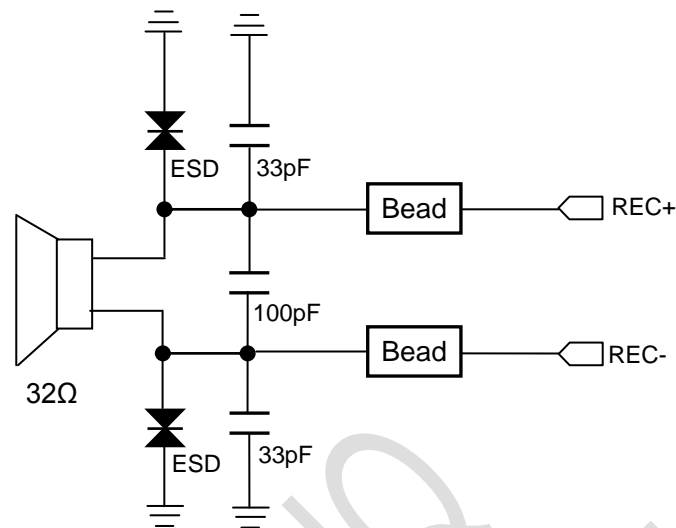 ESD
33pF
Bead
REC+
100pF
Bead
REC-
32Ω
ESD
33pF